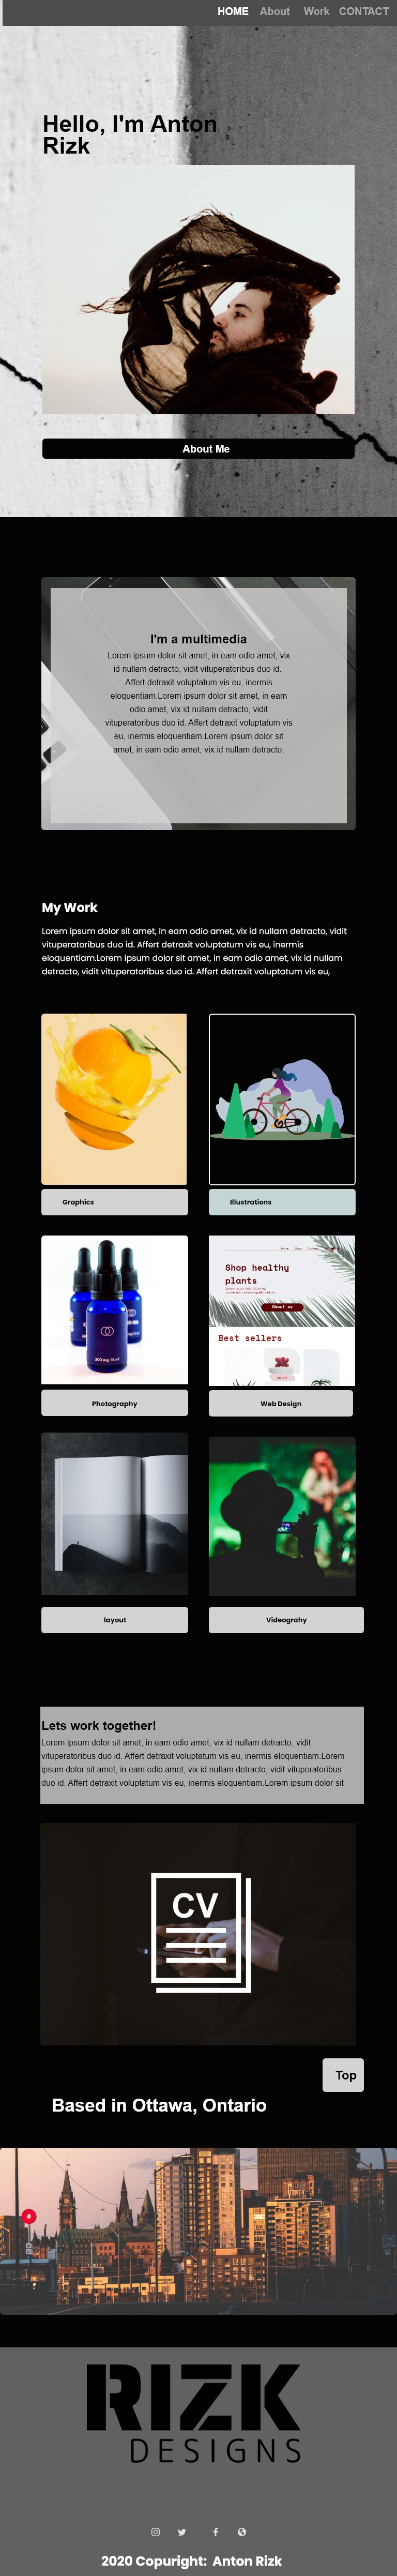 HOME About Work CONTACT
Hello, I'm Anton
Rizk
About Me
I'm a multimedia
Lorem ipsum dolor sit amet, in eam odio amet, vix
id nullam detracto, vidit vituperatoribus duo id.
Affert detraxit voluptatum vis eu, inermis
eloquentiam.Lorem ipsum dolor sit amet, in eam
odio amet, vix id nullam detracto, vidit
vituperatoribus duo id. Affert detraxit voluptatum vis
eu, inermis eloquentiam.Lorem ipsum dolor sit
amet, in eam odio amet, vix id nullam detracto,
My Work
Lorem ipsum dolor sit amet, in eam odio amet, vix id nullam detracto, vidit
vituperatoribus duo id. Affert detraxit voluptatum vis eu, inermis
eloquentiam.Lorem ipsum dolor sit amet, in eam odio amet, vix id nullam
detracto, vidit vituperatoribus duo id. Affert detraxit voluptatum vis eu,
Graphics
Illustrations
300 mg 10 ml
Shop healthy
plants
About us
Best sellers
Photography
Web Design
layout
Videograhy
Lets work together!
Lorem ipsum dolor sit amet, in eam odio amet, vix id nullam detracto, vidit
vituperatoribus duo id. Affert detraxit voluptatum vis eu, inermis eloquentiam.Lorem
ipsum dolor sit amet, in eam odio amet, vix id nullam detracto, vidit vituperatoribus
duo id. Affert detraxit voluptatum vis eu, inermis eloquentiam.Lorem ipsum dolor sit
CV
Top
Based in Ottawa, Ontario
RIZK
DESIGNS
2020 Copuright: Anton Rizk